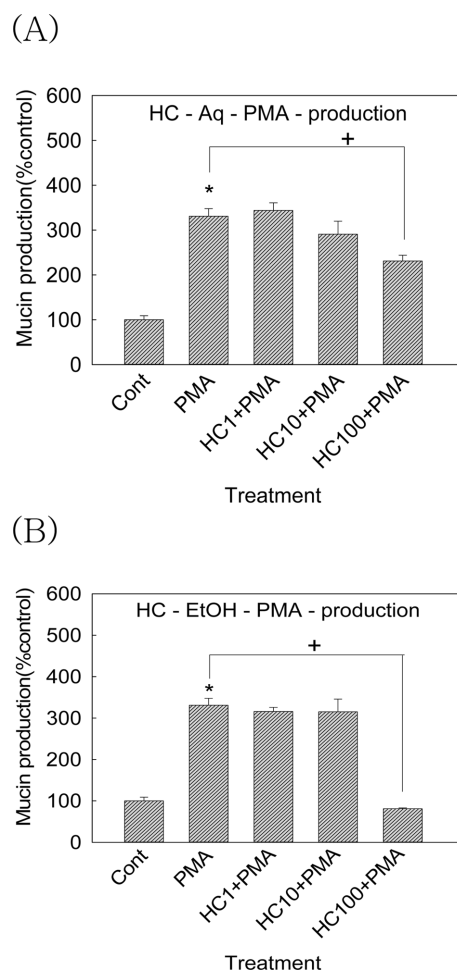 (A)
HC - Aq - PMA - production
Mucin production(%control)
600
500
400
300
200
100
0
+
*
Cont
PMA
HC1+PMA
HC10+PMA
HC100+PMA
Treatment
(B)
HC - EtOH - PMA - production
Mucin production(%control)
600
500
400
300
200
100
0
+
*
Cont
PMA
HC1+PMA
HC10+PMA
HC100+PMA
Treatment